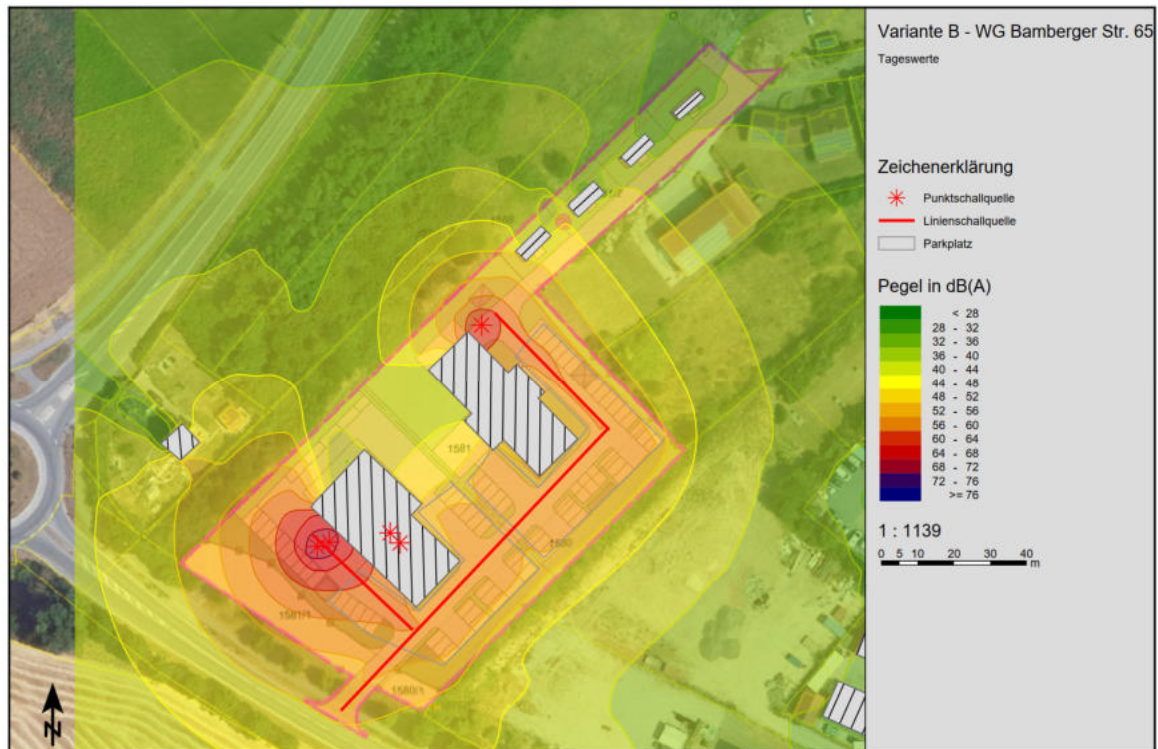 Variante B - WG Bamberger Str. 65
Tageswerte
Zeichenerklärung
Punktschallquelle
Linienschallquelle
Parkplatz
Pegel in dB(A)
< 28
28 - 32
32 - 36
36 - 40
40 - 44
44 - 48
48 - 52
52 - 56
56 - 60
60 - 64
64 - 68
68 - 72
72 - 76
>= 76
1 : 1139
0 5 10 20 30 40
m
1581
1580
1581/1
1580/1
N